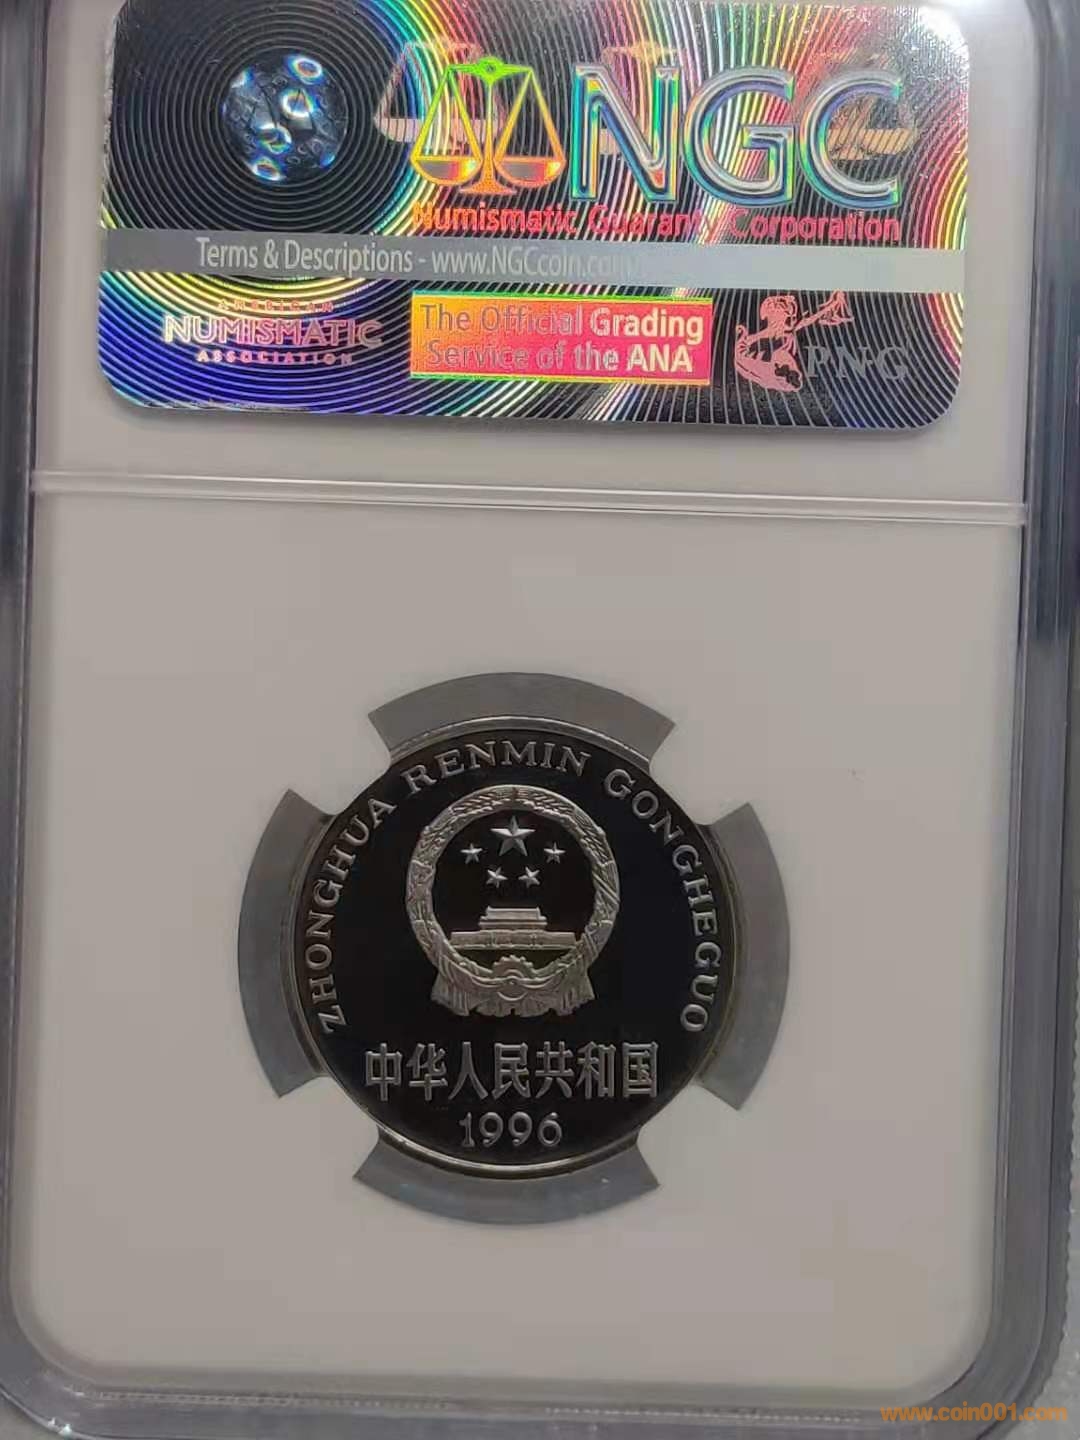 NGC
Numismatic Guaranty Corporation
Terms & Descriptions - www.NGCcoin.com
AMERICAN
NUMISMATIC
ASSOCIATION
The Official Grading
Service of the ANA
PNG
ZHONGHUA RENMIN GONGHEGUO
中华人民共和国
1996
www.coin001.com